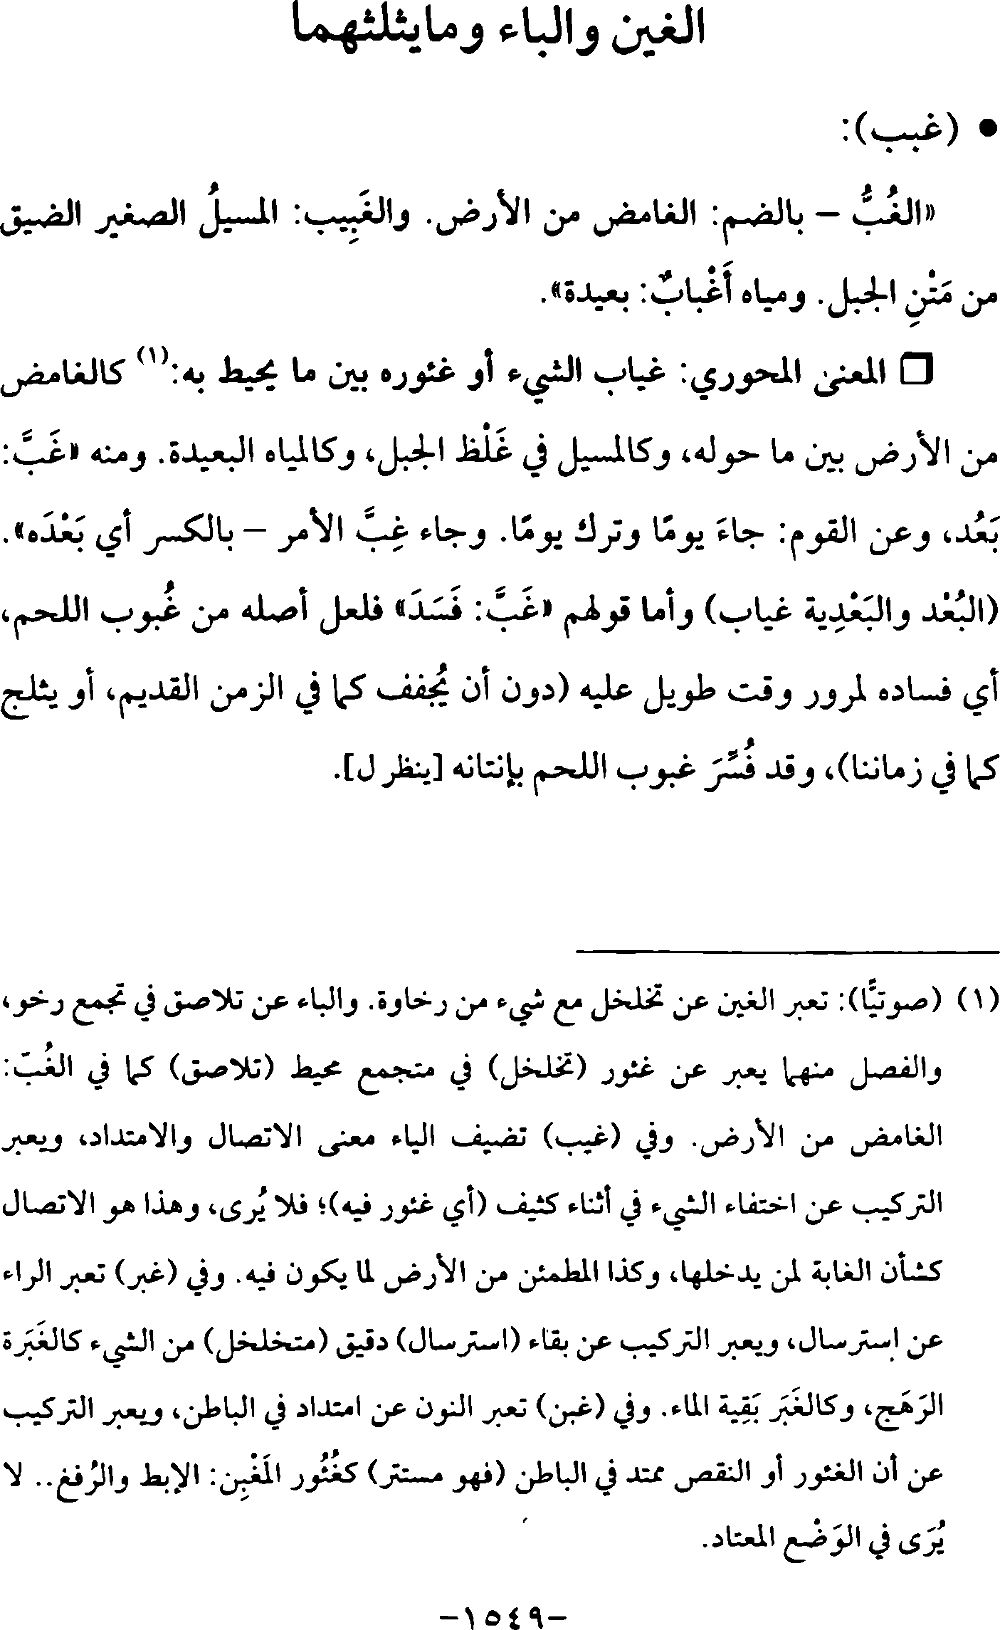 الغين والباء ومايثلثهما
• (غبب):
«الغُبُّ – بالضم: الغامض من الأرض. والغَبِيب: المسيلُ الصغير الضيق
من مَتْنِ الجبل. ومياه أَغْبابٌ: بعيدة».
❑ المعنى المحوري: غياب الشيء أو غئوره بين ما يحيط به:(١) كالغامض
من الأرض بين ما حوله، وكالمسيل في غَلْظ الجبل، وكالمياه البعيدة. ومنه «غَبَّ:
بَعُد، وعن القوم: جاءَ يومًا وترك يومًا. وجاء غِبَّ الأمر – بالكسر أي بَعْدَه».
(البُعْد والبَعْدِية غياب) وأما قولهم «غَبَّ: فَسَدَ» فلعل أصله من غُبوب اللحم،
أي فساده لمرور وقت طويل عليه (دون أن يُجفف كما في الزمن القديم، أو يثلج
كما في زماننا)، وقد فُسِّرَ غبوب اللحم بإنتانه [ينظر ل].
(١) (صوتيًّا): تعبر الغين عن تخلخل مع شيء من رخاوة. والباء عن تلاصق في تجمع رخو،
والفصل منهما يعبر عن غئور (تخلخل) في متجمع محيط (تلاصق) كما في الغُبّ:
الغامض من الأرض. وفي (غيب) تضيف الياء معنى الاتصال والامتداد، ويعبر
التركيب عن اختفاء الشيء في أثناء كثيف (أي غئور فيه)؛ فلا يُرى، وهذا هو الاتصال
كشأن الغابة لمن يدخلها، وكذا المطمئن من الأرض لما يكون فيه. وفي (غبر) تعبر الراء
عن إسترسال، ويعبر التركيب عن بقاء (استرسال) دقيق (متخلخل) من الشيء كالغَبَرة
الرَهَج، وكالغَبَر بَقِية الماء. وفي (غبن) تعبر النون عن امتداد في الباطن، ويعبر التركيب
عن أن الغئور أو النقص ممتد في الباطن (فهو مستتر) كغُئُور المَغْبِن: الإبط والرُفغ.. لا
يُرَى في الوَضْع المعتاد.
–١٥٤٩–